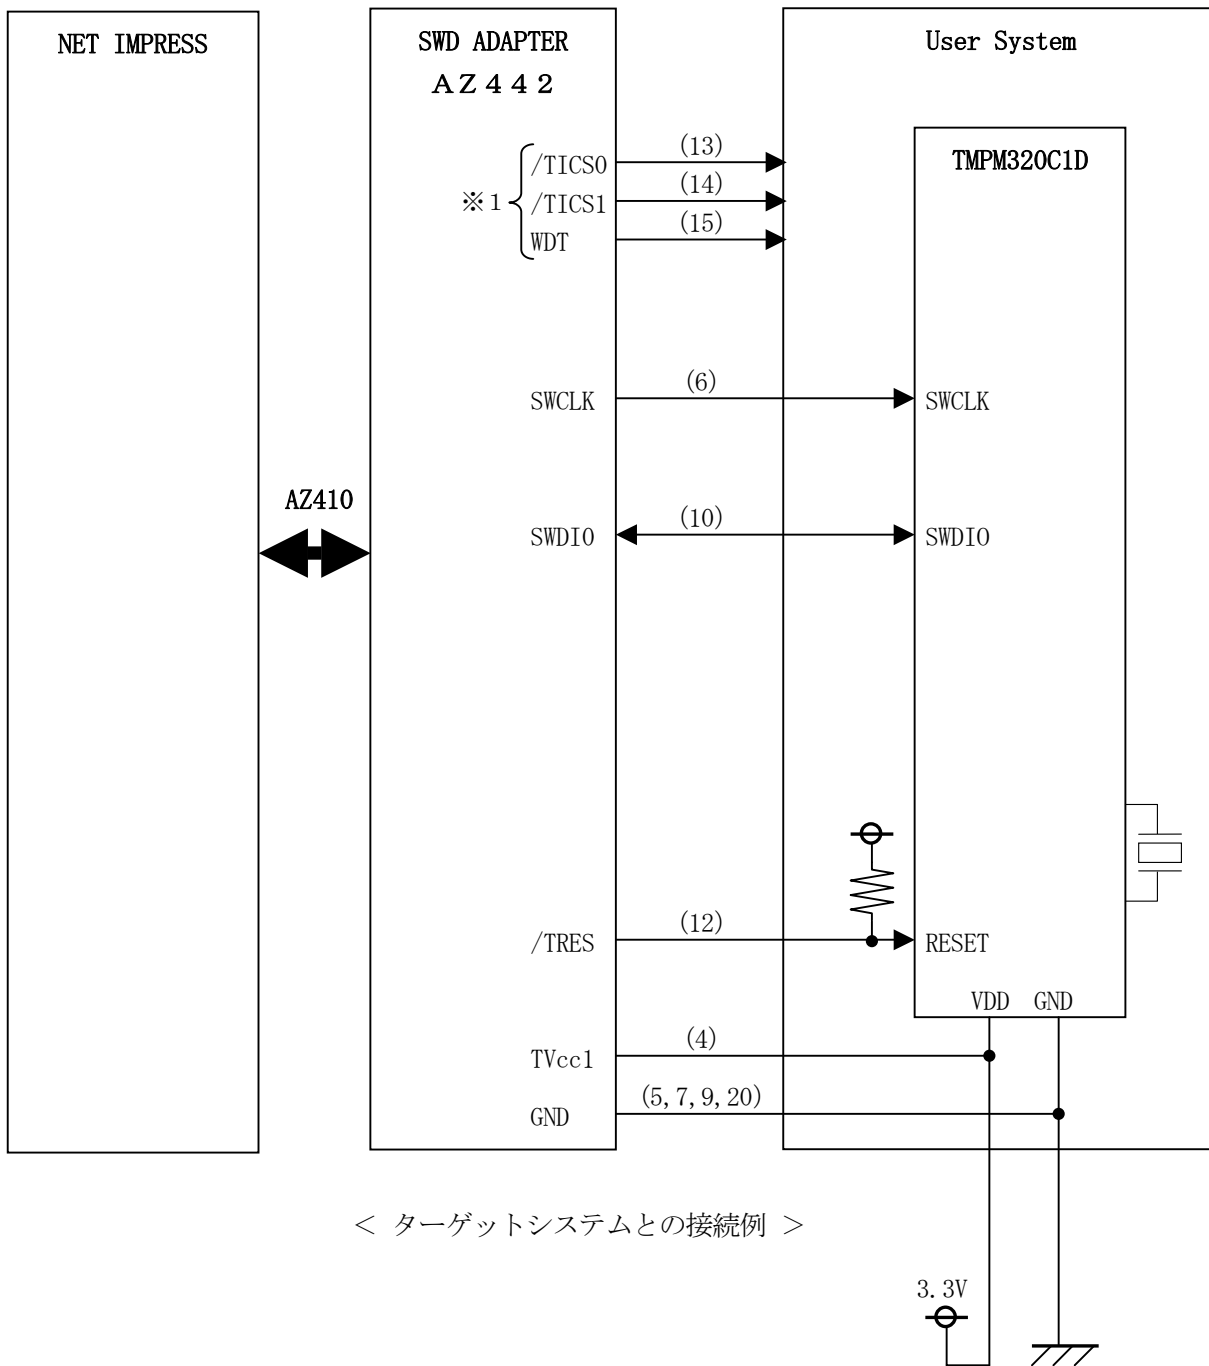 NET IMPRESS
SWD ADAPTER
ＡＺ４４２
User System
TMPM320C1D
※1
/TICS0
(13)
/TICS1
(14)
WDT
(15)
SWCLK
(6)
SWCLK
AZ410
SWDIO
(10)
SWDIO
/TRES
(12)
RESET
VDD GND
TVcc1
(4)
GND
(5,7,9,20)
＜ ターゲットシステムとの接続例 ＞
3.3V